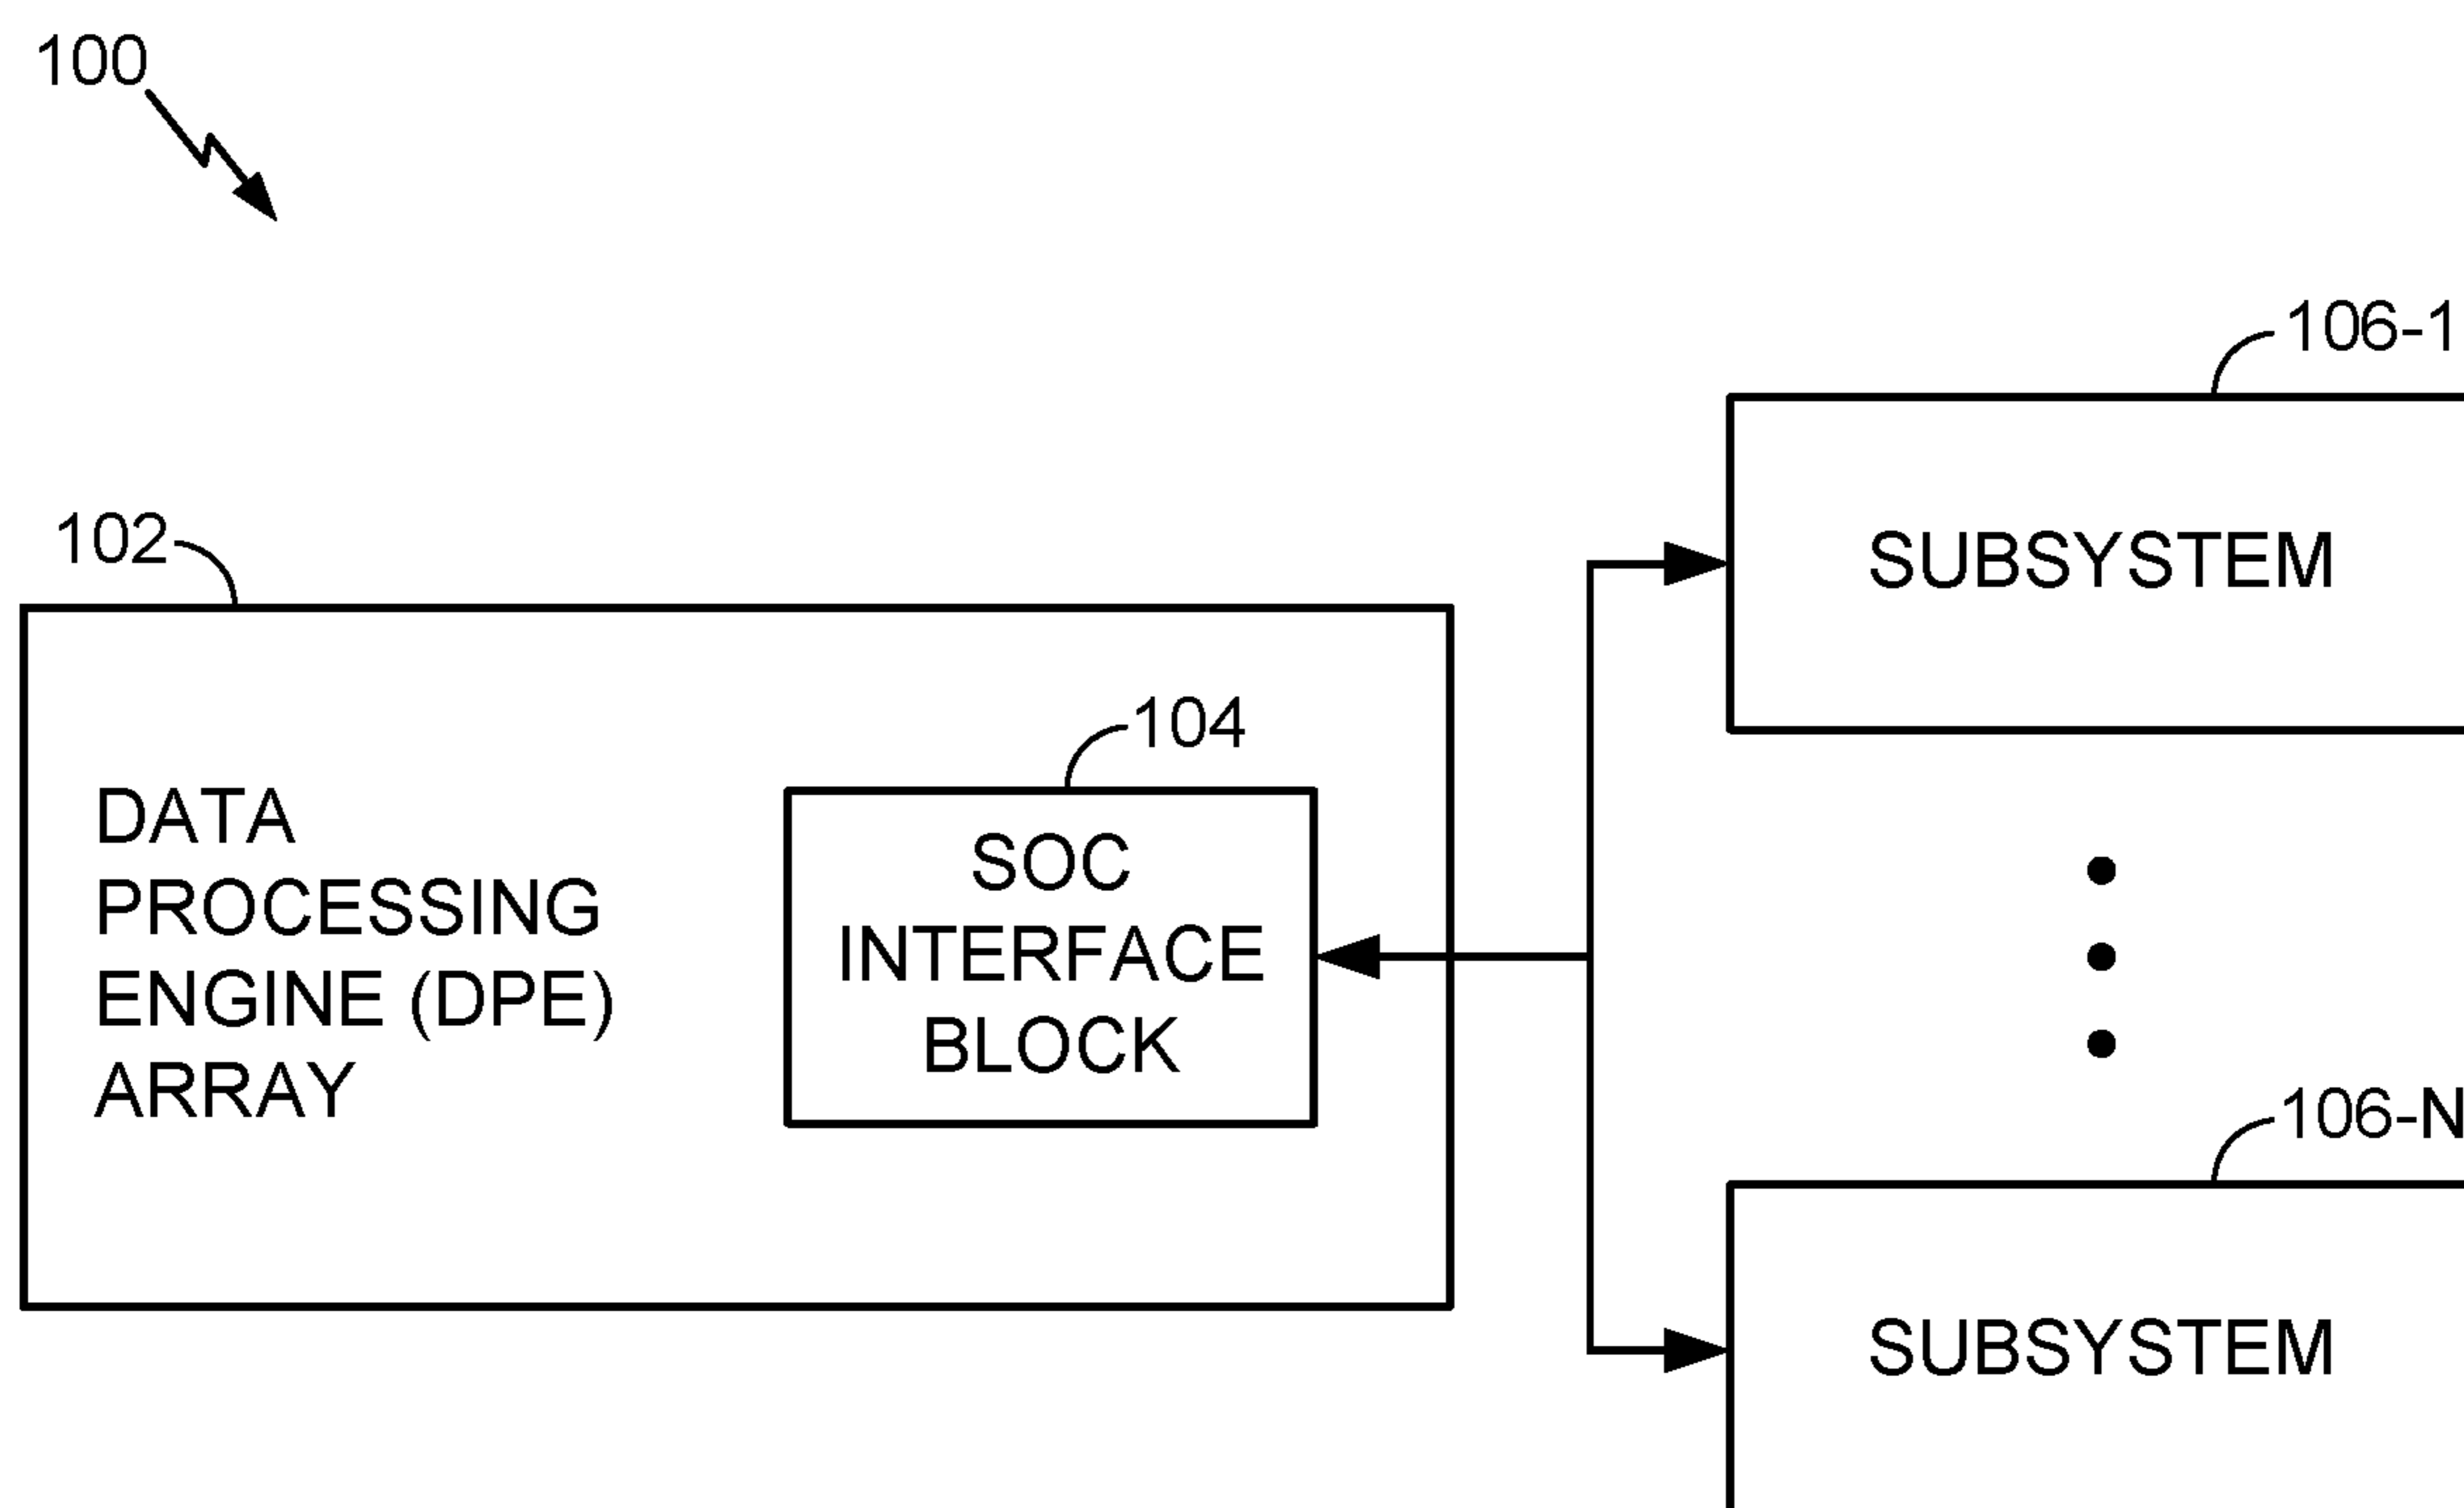 100
106-1
SUBSYSTEM
102
104
DATA
PROCESSING
ENGINE (DPE)
ARRAY
SOC
INTERFACE
BLOCK
106-N
SUBSYSTEM